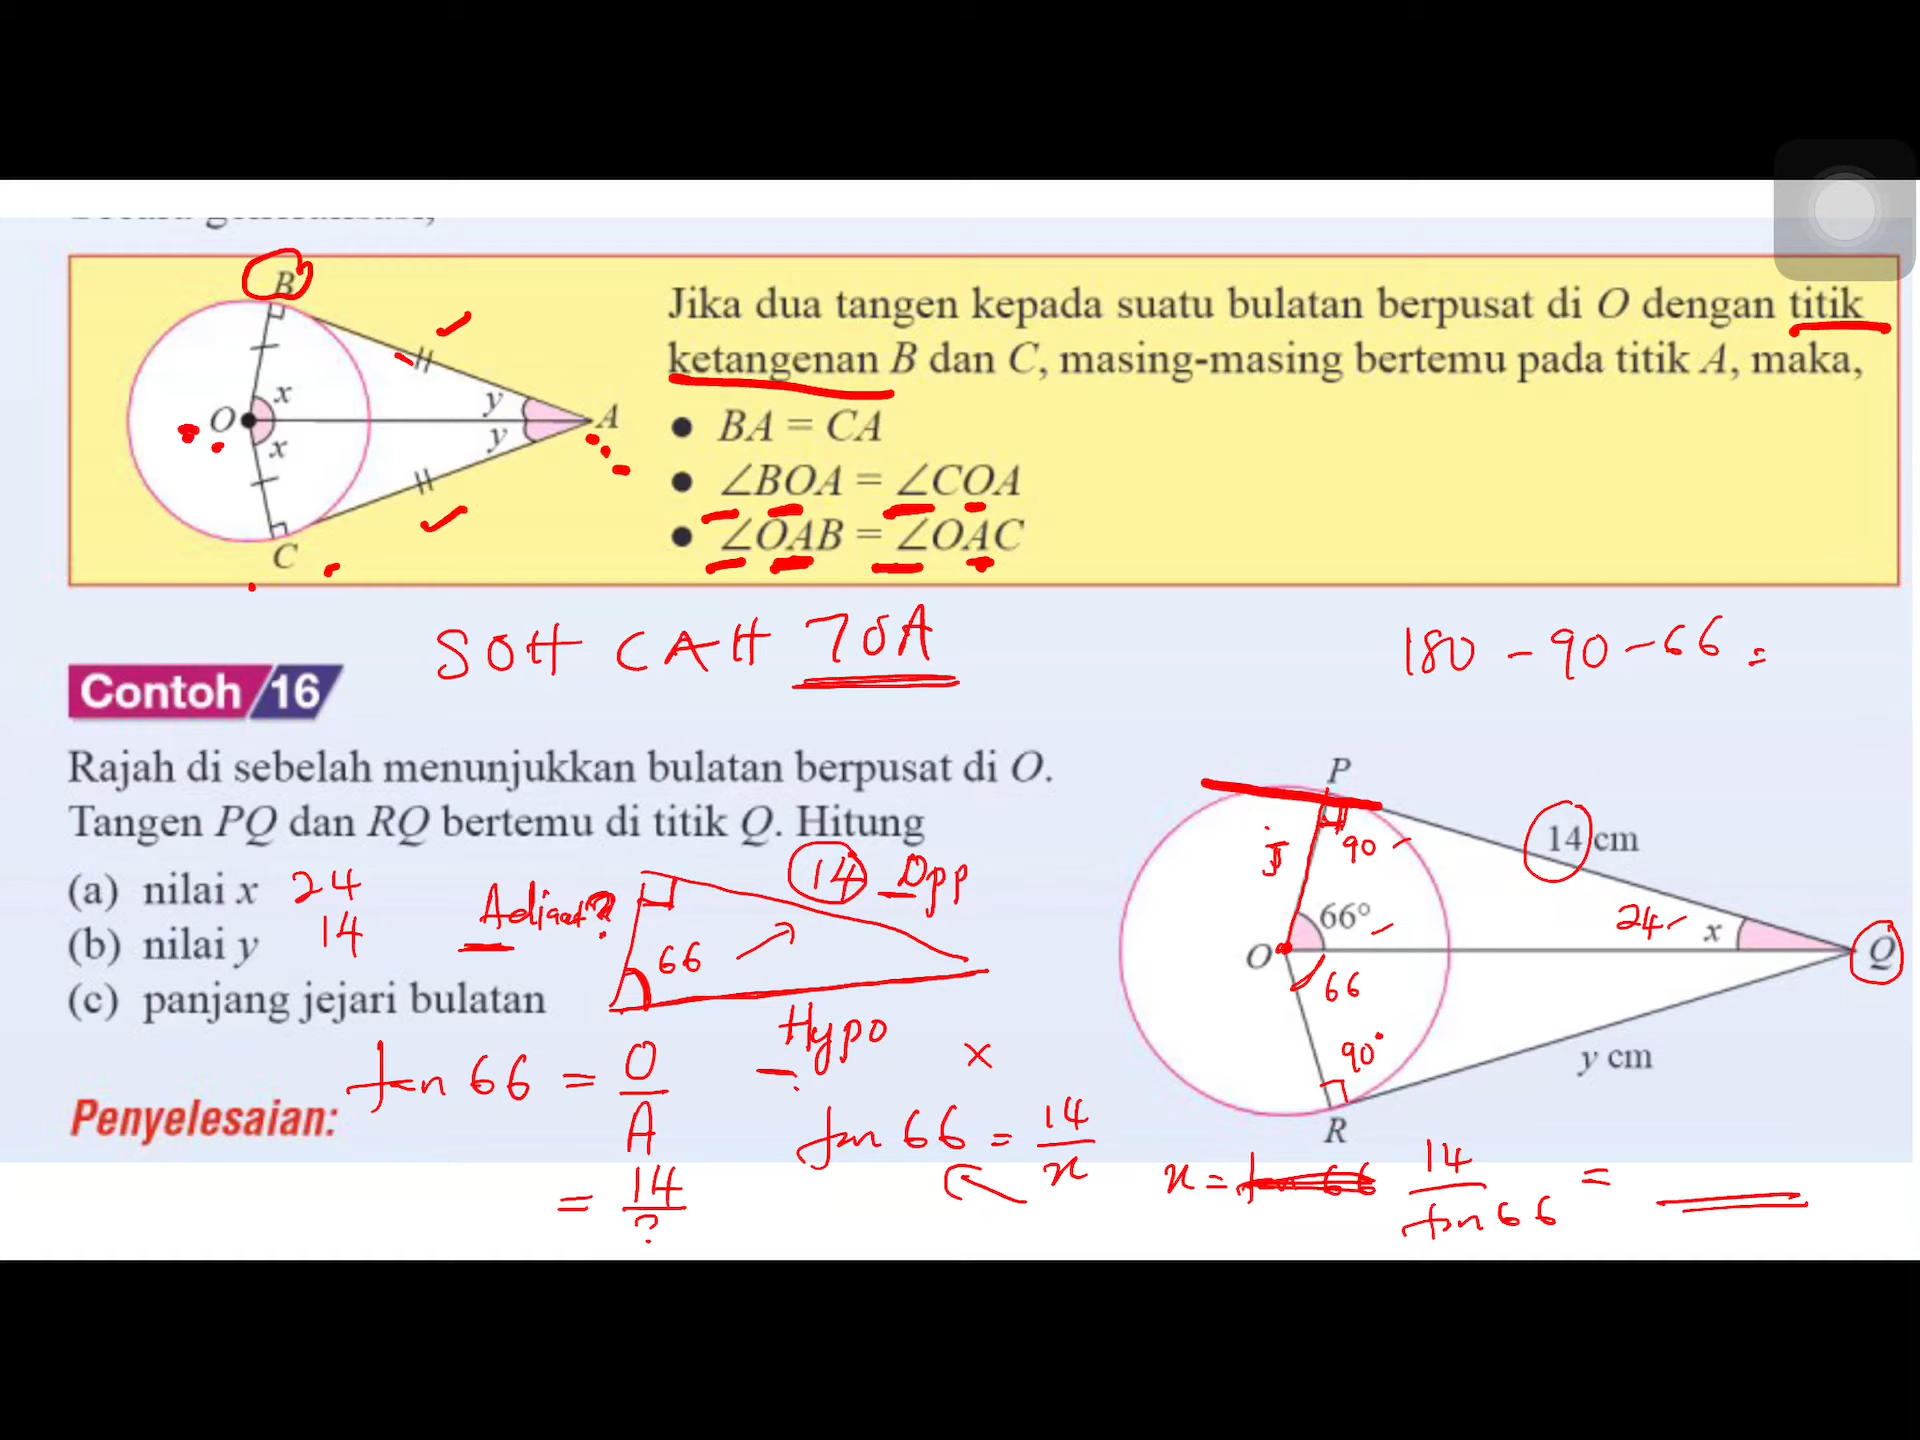 B
Jika dua tangen kepada suatu bulatan berpusat di O dengan titik
ketangenan B dan C, masing-masing bertemu pada titik A, maka,
x
y
O
A
x
y
C
• BA = CA
• ∠BOA = ∠COA
• ∠OAB = ∠OAC
SOH CAH TOA
180 - 90 - 66 =
Contoh 16
Rajah di sebelah menunjukkan bulatan berpusat di O.
Tangen PQ dan RQ bertemu di titik Q. Hitung
(a) nilai x 24
(b) nilai y 14
(c) panjang jejari bulatan
14 Opp
?
66
Hypo
P
j
90
14 cm
66°
24
x
O
Q
66
90°
y cm
R
tan 66 = O/A
= 14/?
x
tan 66 = 14/x
x = tan 66 14/tan 66 =
Penyelesaian: